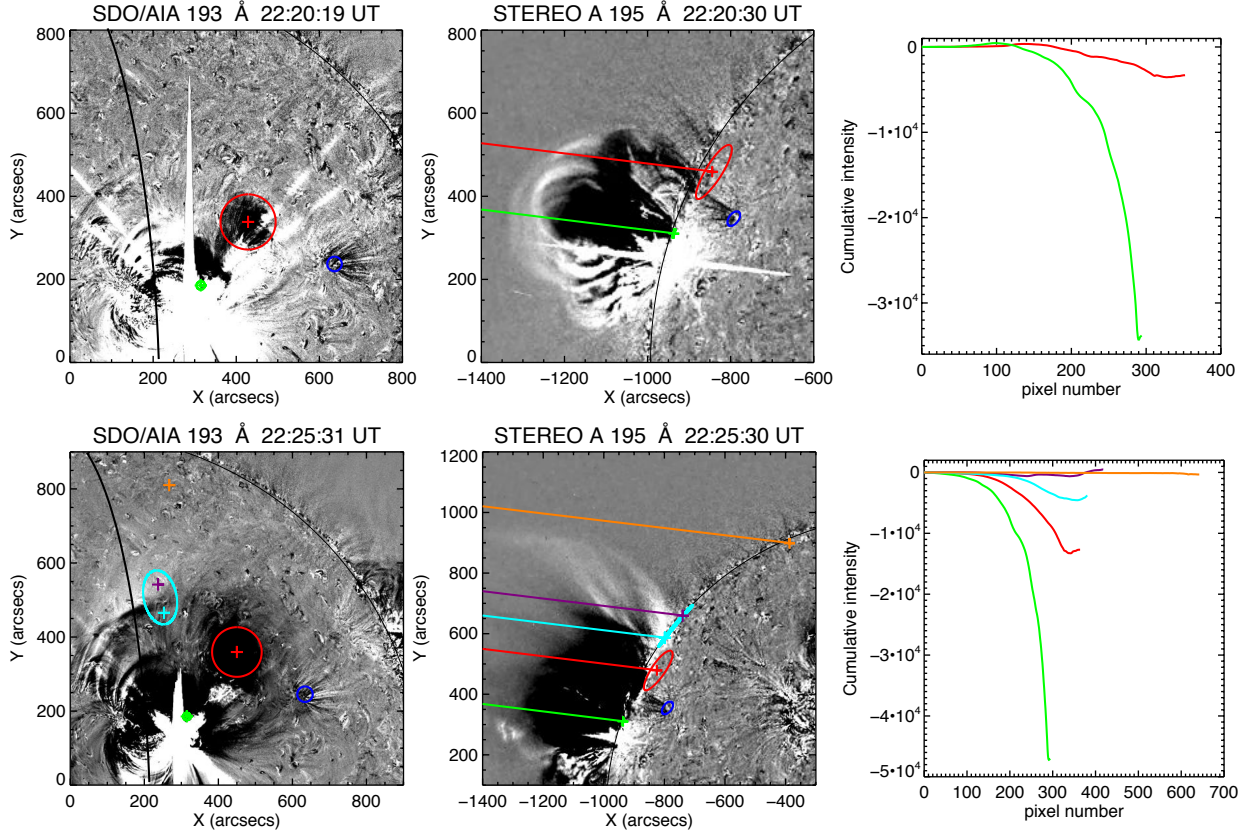 SDO/AIA 193 Å 22:20:19 UT
STEREO A 195 Å 22:20:30 UT
800
600
400
200
0
Y (arcsecs)
0 200 400 600 800
X (arcsecs)
800
600
400
200
0
Y (arcsecs)
−1400 −1200 −1000 −800 −600
X (arcsecs)
0
−1•10⁴
−2•10⁴
−3•10⁴
Cumulative intensity
0 100 200 300 400
pixel number
SDO/AIA 193 Å 22:25:31 UT
STEREO A 195 Å 22:25:30 UT
800
600
400
200
0
Y (arcsecs)
0 200 400 600 800
X (arcsecs)
1200
1000
800
600
400
200
Y (arcsecs)
−1400 −1200 −1000 −800 −600 −400
X (arcsecs)
0
−1•10⁴
−2•10⁴
−3•10⁴
−4•10⁴
−5•10⁴
Cumulative intensity
0 100 200 300 400 500 600 700
pixel number